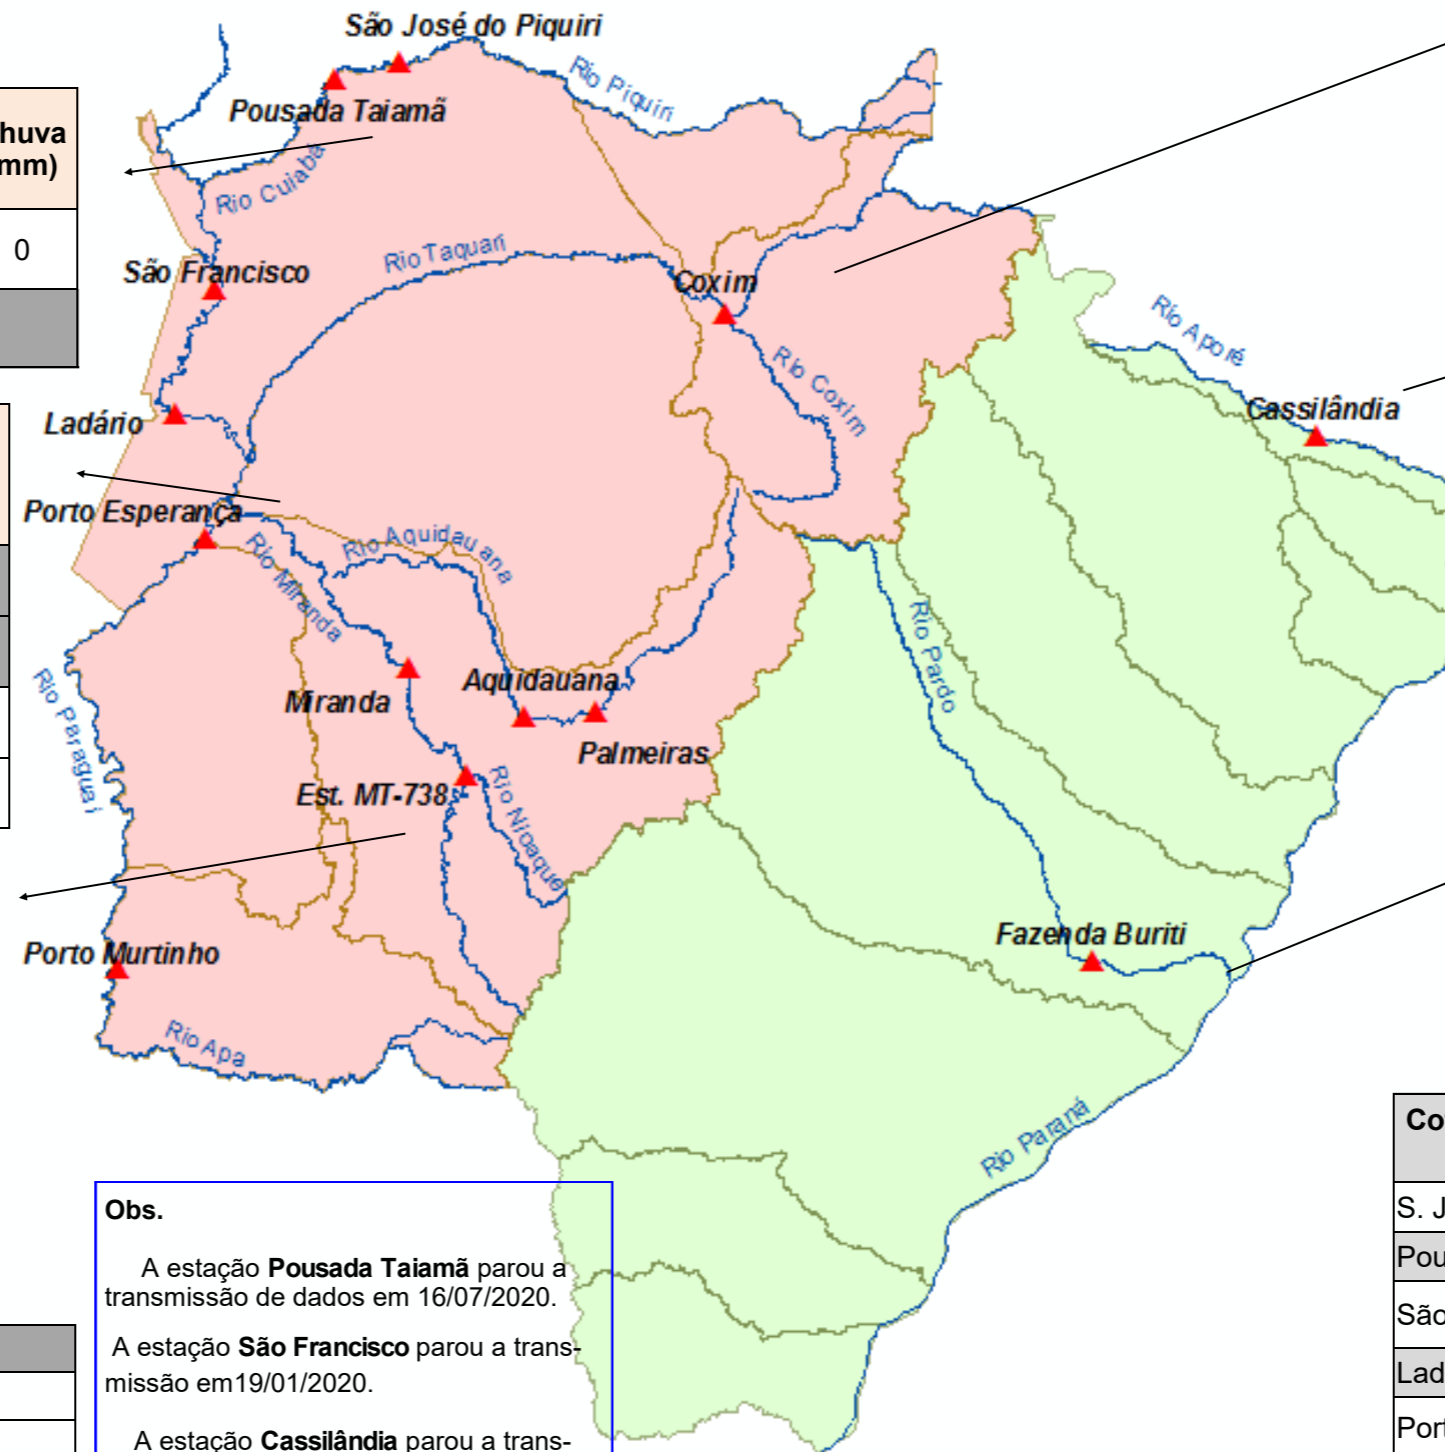 São José do Piquiri
Rio Piquiri
Pousada Taiamã
huva
mm)
Rio Cuiabá
0
São Francisco
Rio Taquari
Coxim
Rio Aporé
Rio Coxim
Cassilândia
Ladário
Porto Esperança
Rio Aquidauana
Rio Miranda
Rio Pardo
Rio Paraguai
Miranda
Aquidauana
Palmeiras
Est. MT-738
Rio Nioaque
Porto Murtinho
Fazenda Buriti
Rio Apa
Rio Paraná
Co
S. J
Pou
São
Lad
Port
Obs.
A estação Pousada Taiamã parou a
transmissão de dados em 16/07/2020.
A estação São Francisco parou a trans-
missão em19/01/2020.
A estação Cassilândia parou a trans-